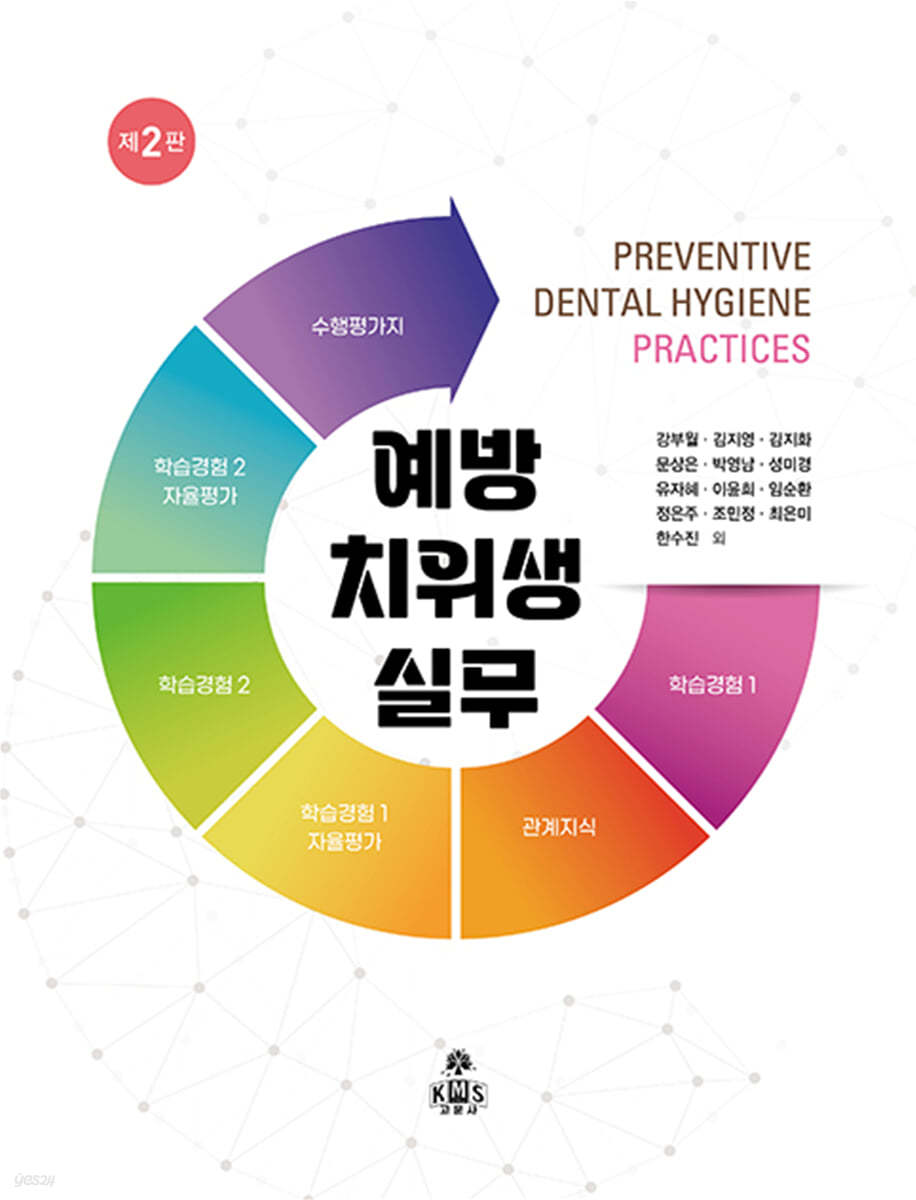 제2판
PREVENTIVE
DENTAL HYGIENE
PRACTICES
강부월 · 김지영 · 김지화
문상은 · 박영남 · 성미경
유자혜 · 이윤희 · 임순환
정은주 · 조민정 · 최은미
한수진 외
예방
치위생
실무
학습경험 1
관계지식
학습경험 1
자율평가
학습경험 2
학습경험 2
자율평가
수행평가지
KMS
고문사
yes24